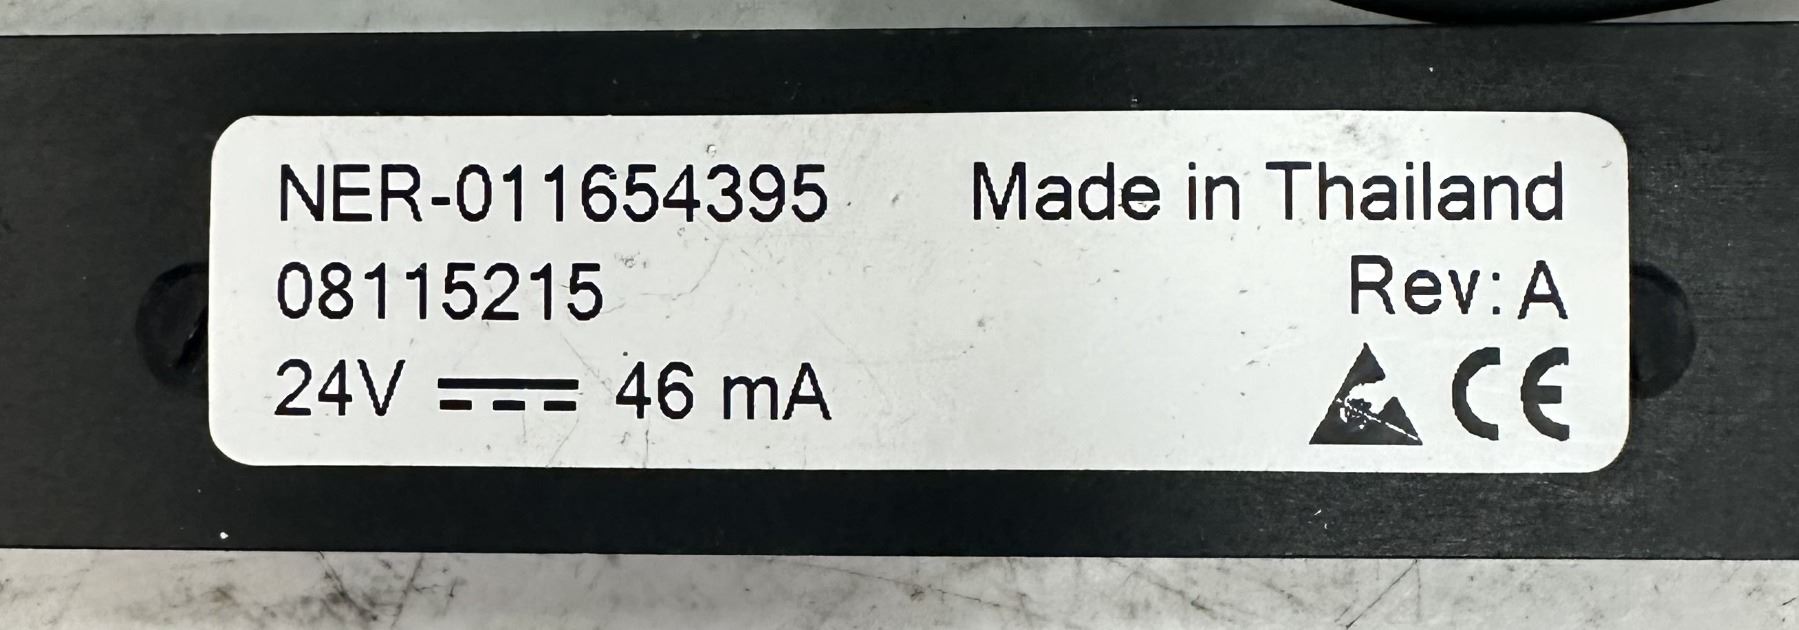 NER-011654395 Made in Thailand
08115215 Rev: A
24V ⎓ 46 mA CE